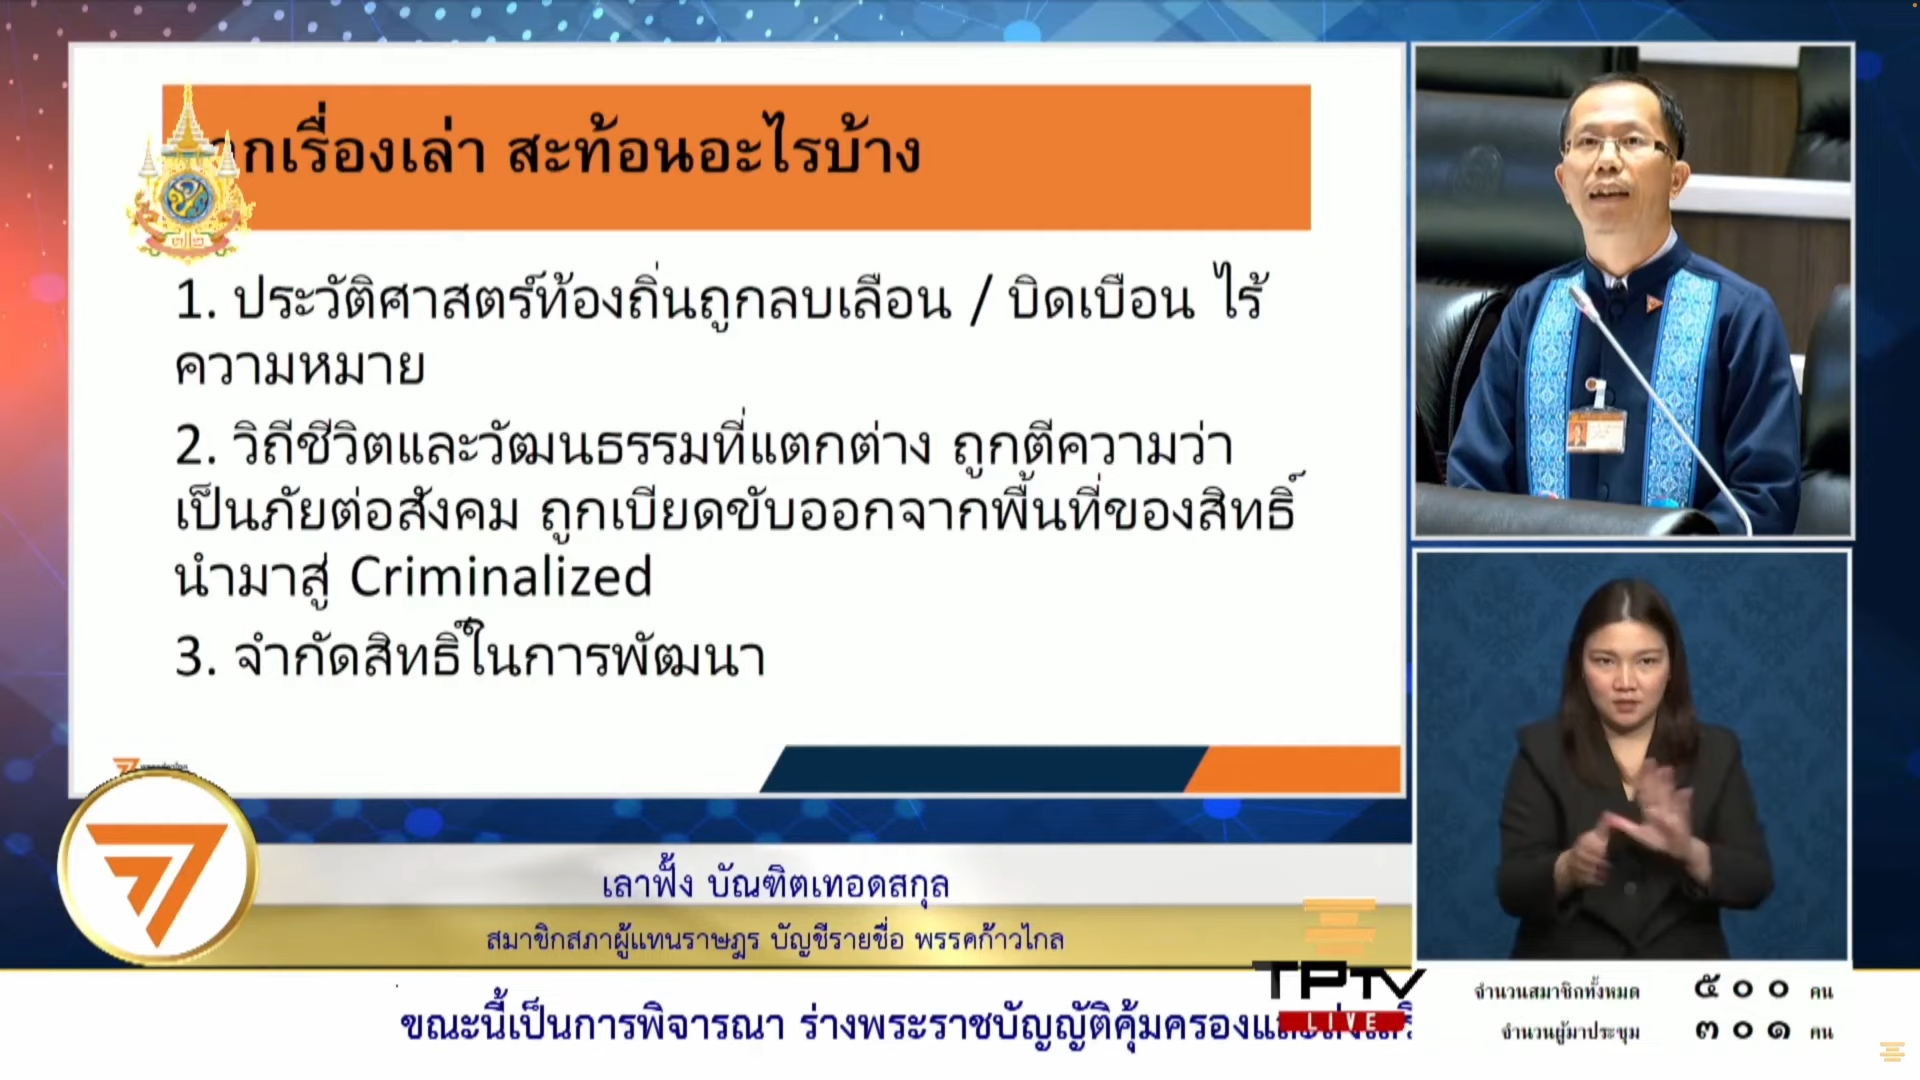 เรื่องเล่า สะท้อนอะไรบ้าง
1. ประวัติศาสตร์ท้องถิ่นถูกลบเลือน / บิดเบือน ไร้
ความหมาย
2. วิถีชีวิตและวัฒนธรรมที่แตกต่าง ถูกตีความว่า
เป็นภัยต่อสังคม ถูกเบียดขับออกจากพื้นที่ของสิทธิ์
นำมาสู่ Criminalized
3. จำกัดสิทธิ์ในการพัฒนา
เลาฟั้ง บัณฑิตเทอดสกุล
สมาชิกสภาผู้แทนราษฎร บัญชีรายชื่อ พรรคก้าวไกล
TPTV
LIVE
ขณะนี้เป็นการพิจารณา ร่างพระราชบัญญัติคุ้มครอง
จำนวนสมาชิกทั้งหมด ๕๐๐ คน
จำนวนผู้มาประชุม ๓๐๑ คน